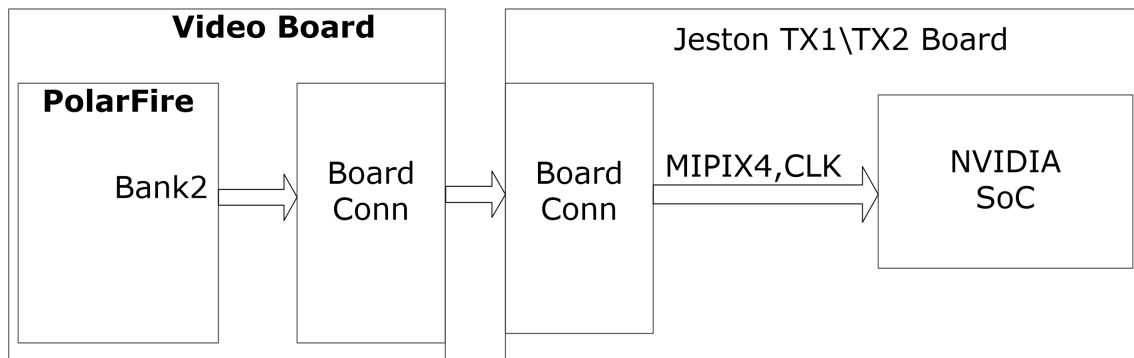 Video Board
Jeston TX1\TX2 Board
PolarFire
Bank2
Board
Conn
Board
Conn
MIPIX4,CLK
NVIDIA
SoC